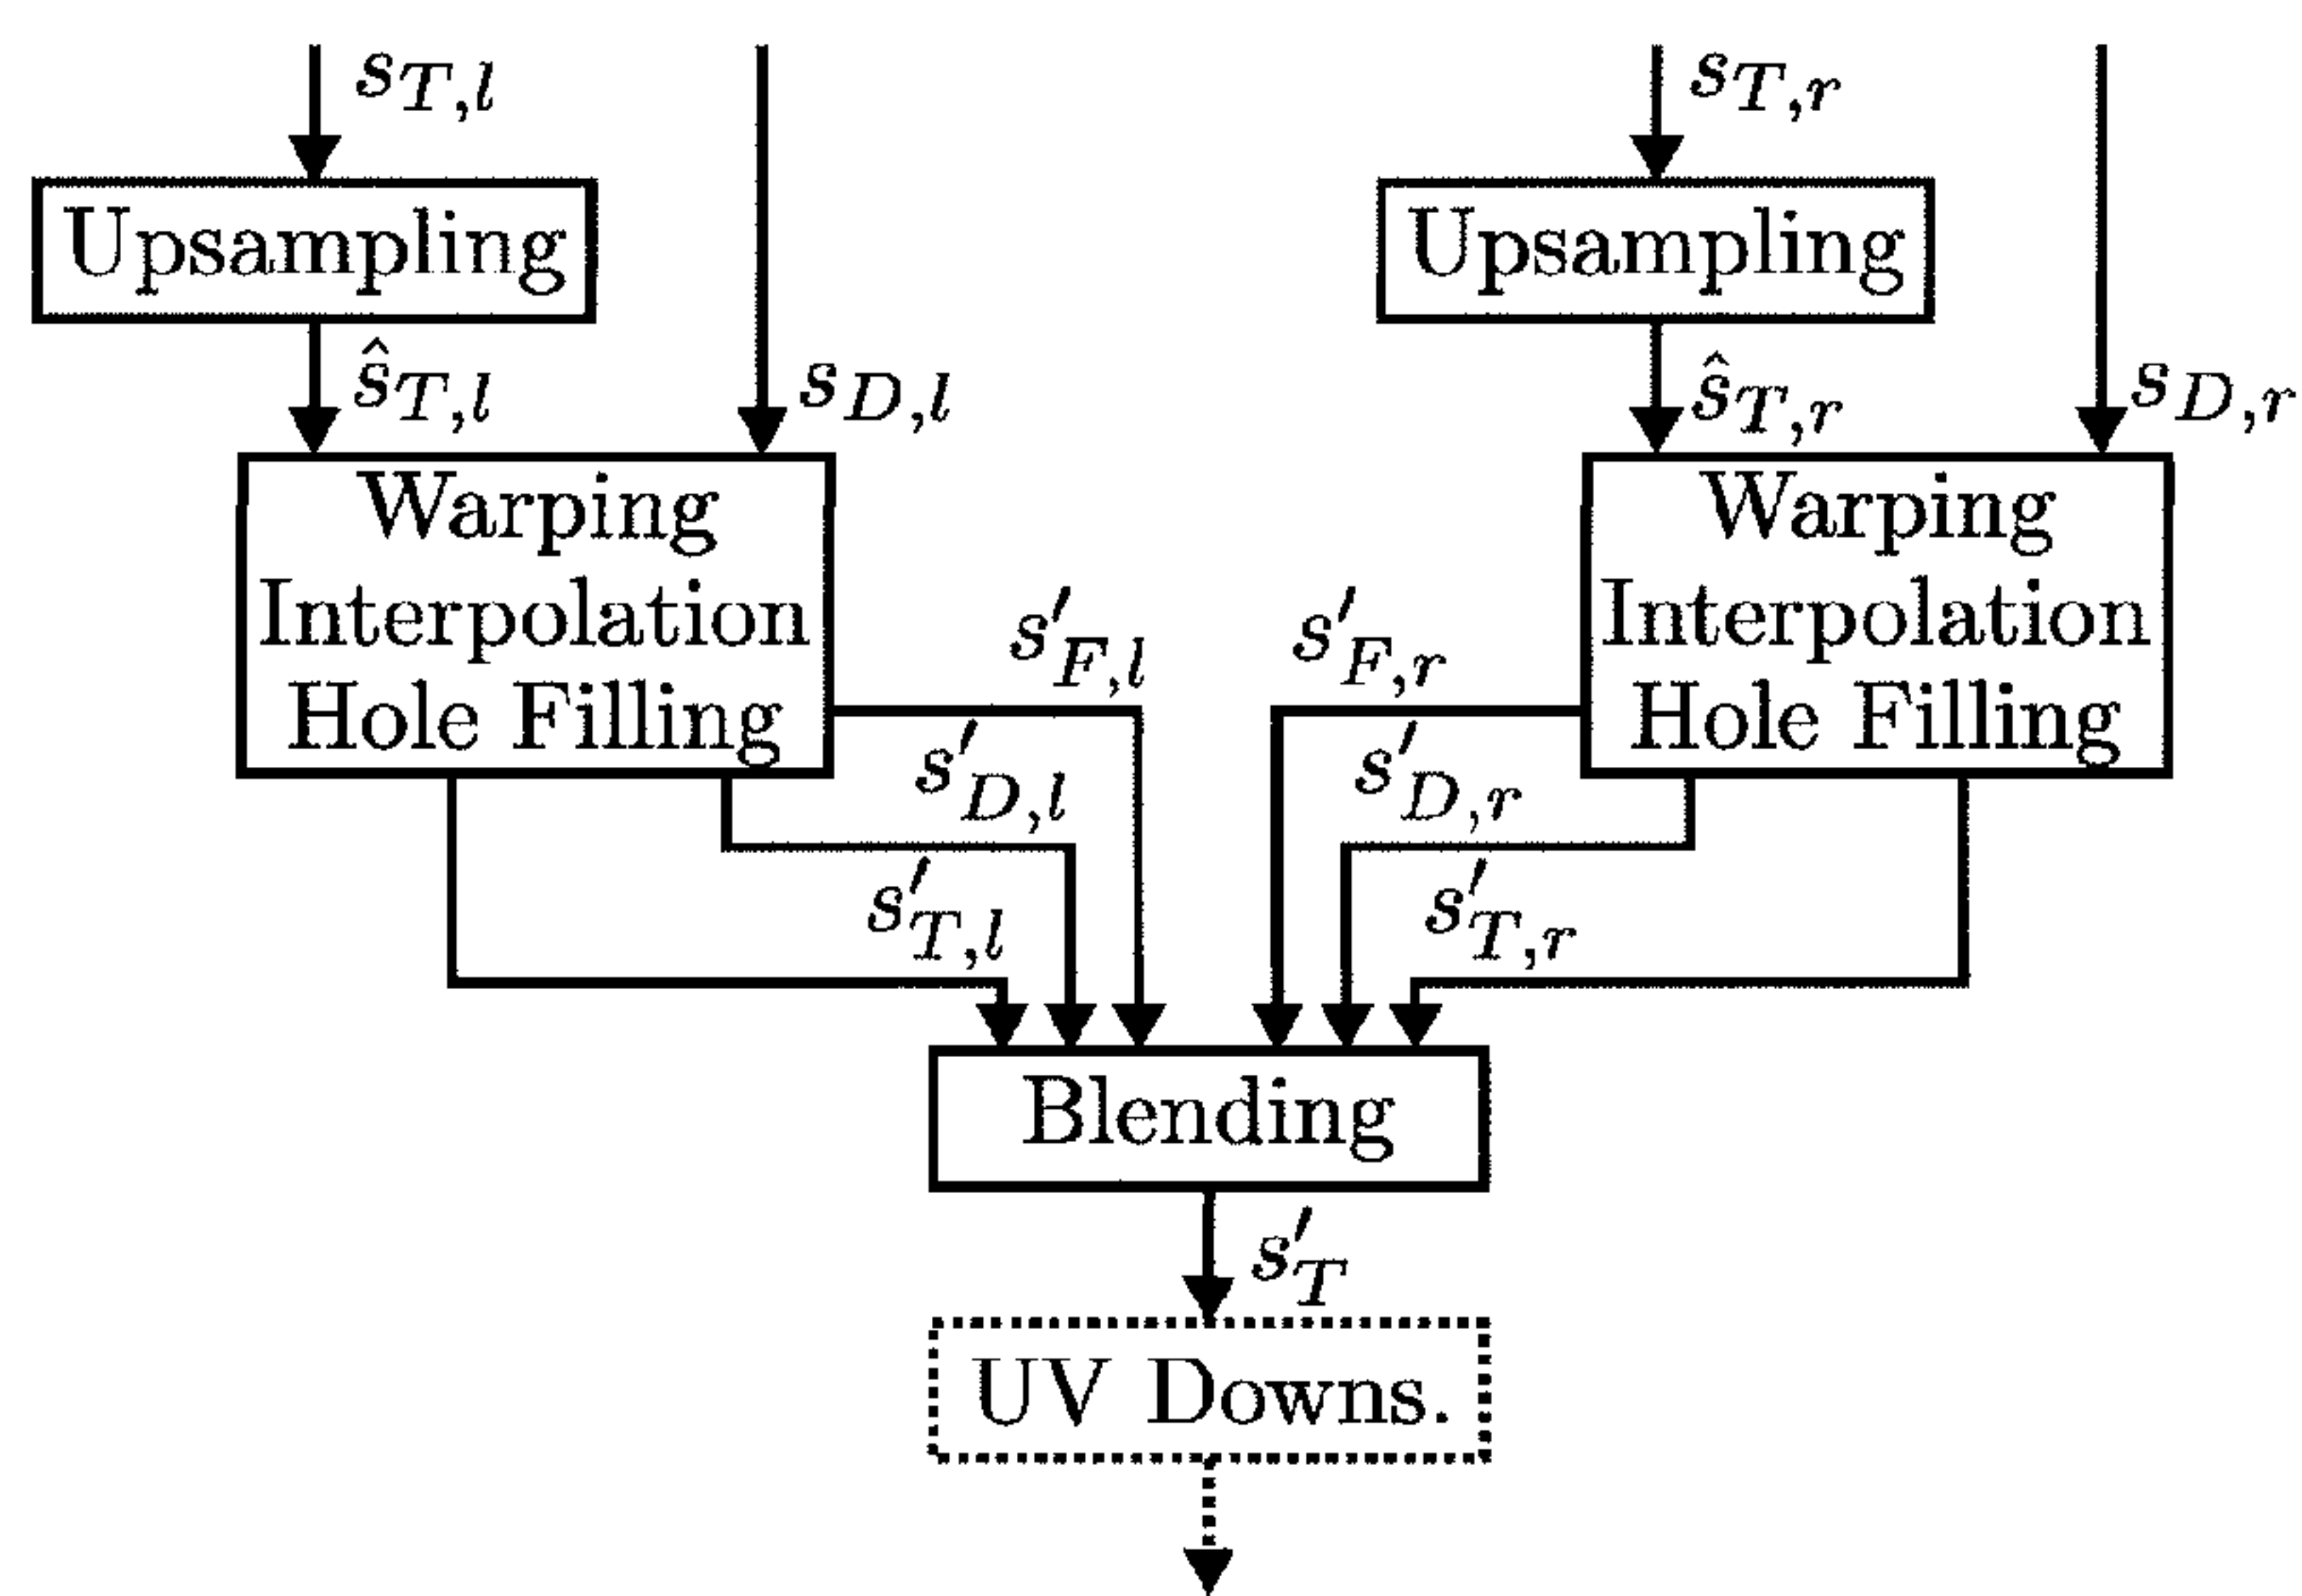 s_{T,l}
s_{T,r}
Upsampling
Upsampling
ŝ_{T,l}
s_{D,l}
ŝ_{T,r}
s_{D,r}
Warping
Interpolation
Hole Filling
Warping
Interpolation
Hole Filling
s'_{F,l}
s'_{F,r}
s'_{D,l}
s'_{D,r}
s'_{T,l}
s'_{T,r}
Blending
s'_T
UV Downs.